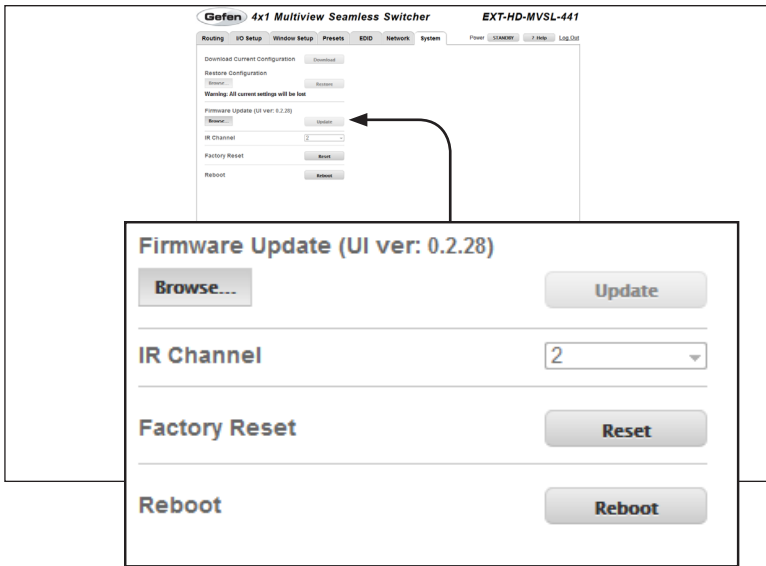 Gefen 4x1 Multiview Seamless Switcher EXT-HD-MVSL-441
Routing I/O Setup Window Setup Presets EDID Network System Power STANDBY ? Help Log Out
Download Current Configuration Download
Restore Configuration
Browse... Restore
Warning: All current settings will be lost
Firmware Update (UI ver: 0.2.28)
Browse... Update
IR Channel 2
Factory Reset Reset
Reboot Reboot
Firmware Update (UI ver: 0.2.28)
Browse... Update
IR Channel 2
Factory Reset Reset
Reboot Reboot